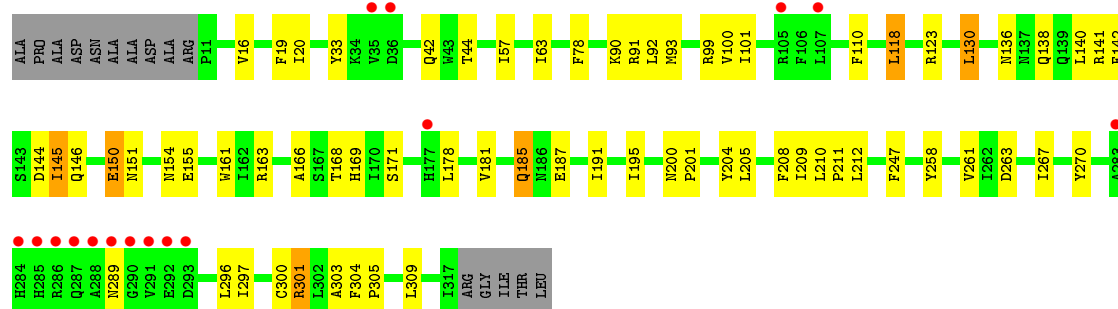 ALA PRO ALA ASP ASN ALA ALA ASP ALA ARG P11 V16 F19 I20 Y33 K34 V35 D36 Q42 W43 T44 I57 I63 F78 K90 R91 L92 M93 R99 V100 I101 R105 F106 L107 F110 L118 R123 L130 N136 N137 Q138 Q139 L140 R141
S143 D144 I145 Q146 E150 N151 N154 E155 W161 I162 R163 A166 S167 T168 H169 I170 S171 H177 L178 V181 Q185 N186 E187 I191 I195 N200 P201 Y204 L205 F208 I209 L210 P211 L212 F247 Y258 V261 I262 D263 I267 Y270 A283
H284 H285 R286 Q287 A288 N289 G290 V291 E292 D293 L296 I297 C300 R301 L302 A303 F304 P305 L309 I317 ARG GLY ILE THR LEU